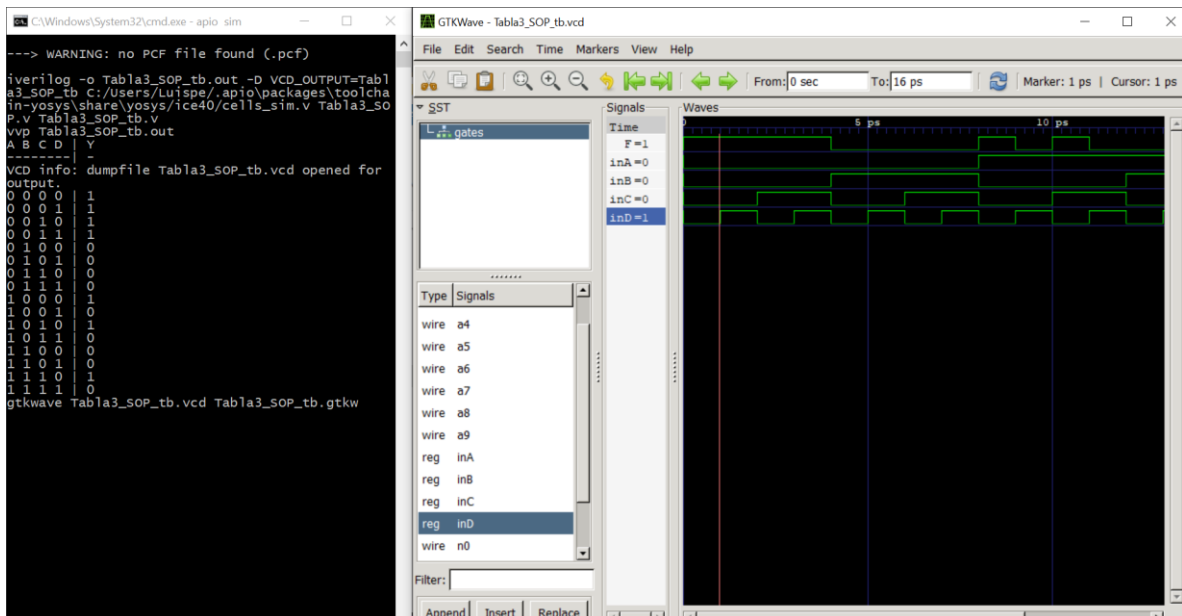 C:\Windows\System32\cmd.exe - apio sim
---> WARNING: no PCF file found (.pcf)
iverilog -o Tabla3_SOP_tb.out -D VCD_OUTPUT=Tabl
a3_SOP_tb C:/Users/Luispe/.apio\packages\toolcha
in-yosys\share\yosys/ice40/cells_sim.v Tabla3_SO
P.v Tabla3_SOP_tb.v
vvp Tabla3_SOP_tb.out
A B C D | Y
--------| -
VCD info: dumpfile Tabla3_SOP_tb.vcd opened for
output.
0 0 0 0 | 1
0 0 0 1 | 1
0 0 1 0 | 1
0 0 1 1 | 1
0 1 0 0 | 0
0 1 0 1 | 0
0 1 1 0 | 0
0 1 1 1 | 0
1 0 0 0 | 1
1 0 0 1 | 0
1 0 1 0 | 1
1 0 1 1 | 0
1 1 0 0 | 0
1 1 0 1 | 0
1 1 1 0 | 1
1 1 1 1 | 0
gtkwave Tabla3_SOP_tb.vcd Tabla3_SOP_tb.gtkw
GTKWave - Tabla3_SOP_tb.vcd
File Edit Search Time Markers View Help
From: 0 sec To: 16 ps Marker: 1 ps | Cursor: 1 ps
SST
gates
Type Signals
wire a4
wire a5
wire a6
wire a7
wire a8
wire a9
reg inA
reg inB
reg inC
reg inD
wire n0
Filter:
Append Insert Replace
Signals
Time
F=1
inA=0
inB=0
inC=0
inD=1
Waves
0 5 ps 10 ps